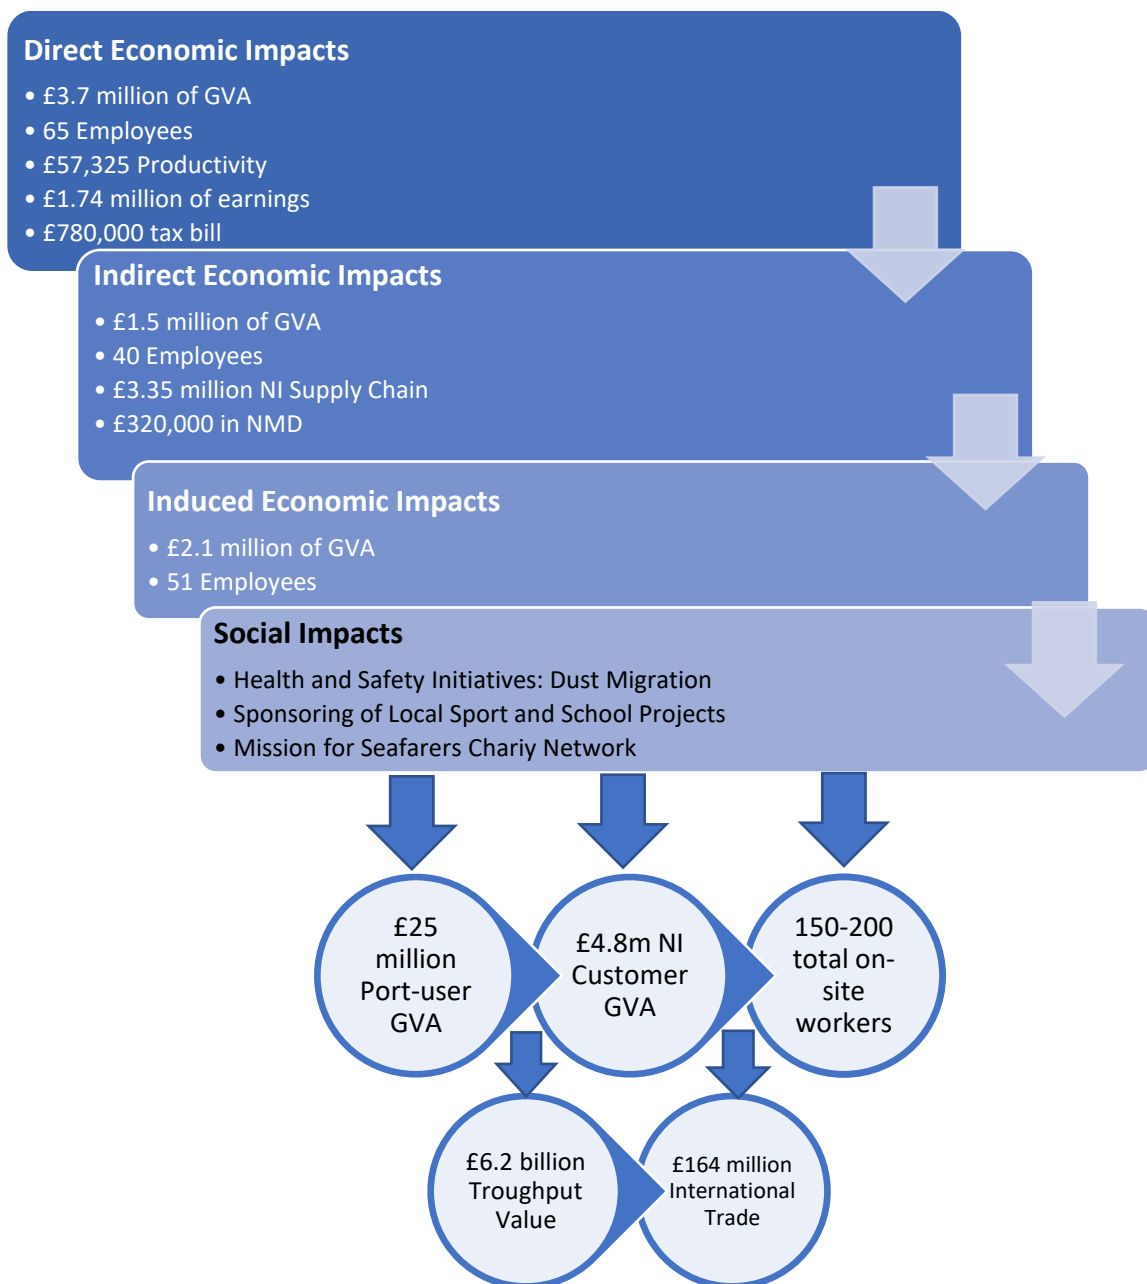 Direct Economic Impacts
• £3.7 million of GVA
• 65 Employees
• £57,325 Productivity
• £1.74 million of earnings
• £780,000 tax bill
Indirect Economic Impacts
• £1.5 million of GVA
• 40 Employees
• £3.35 million NI Supply Chain
• £320,000 in NMD
Induced Economic Impacts
• £2.1 million of GVA
• 51 Employees
Social Impacts
• Health and Safety Initiatives: Dust Migration
• Sponsoring of Local Sport and School Projects
• Mission for Seafarers Chariy Network
£25
million
Port-user
GVA
£4.8m NI
Customer
GVA
150-200
total on-
site
workers
£6.2 billion
Troughput
Value
£164 million
International
Trade